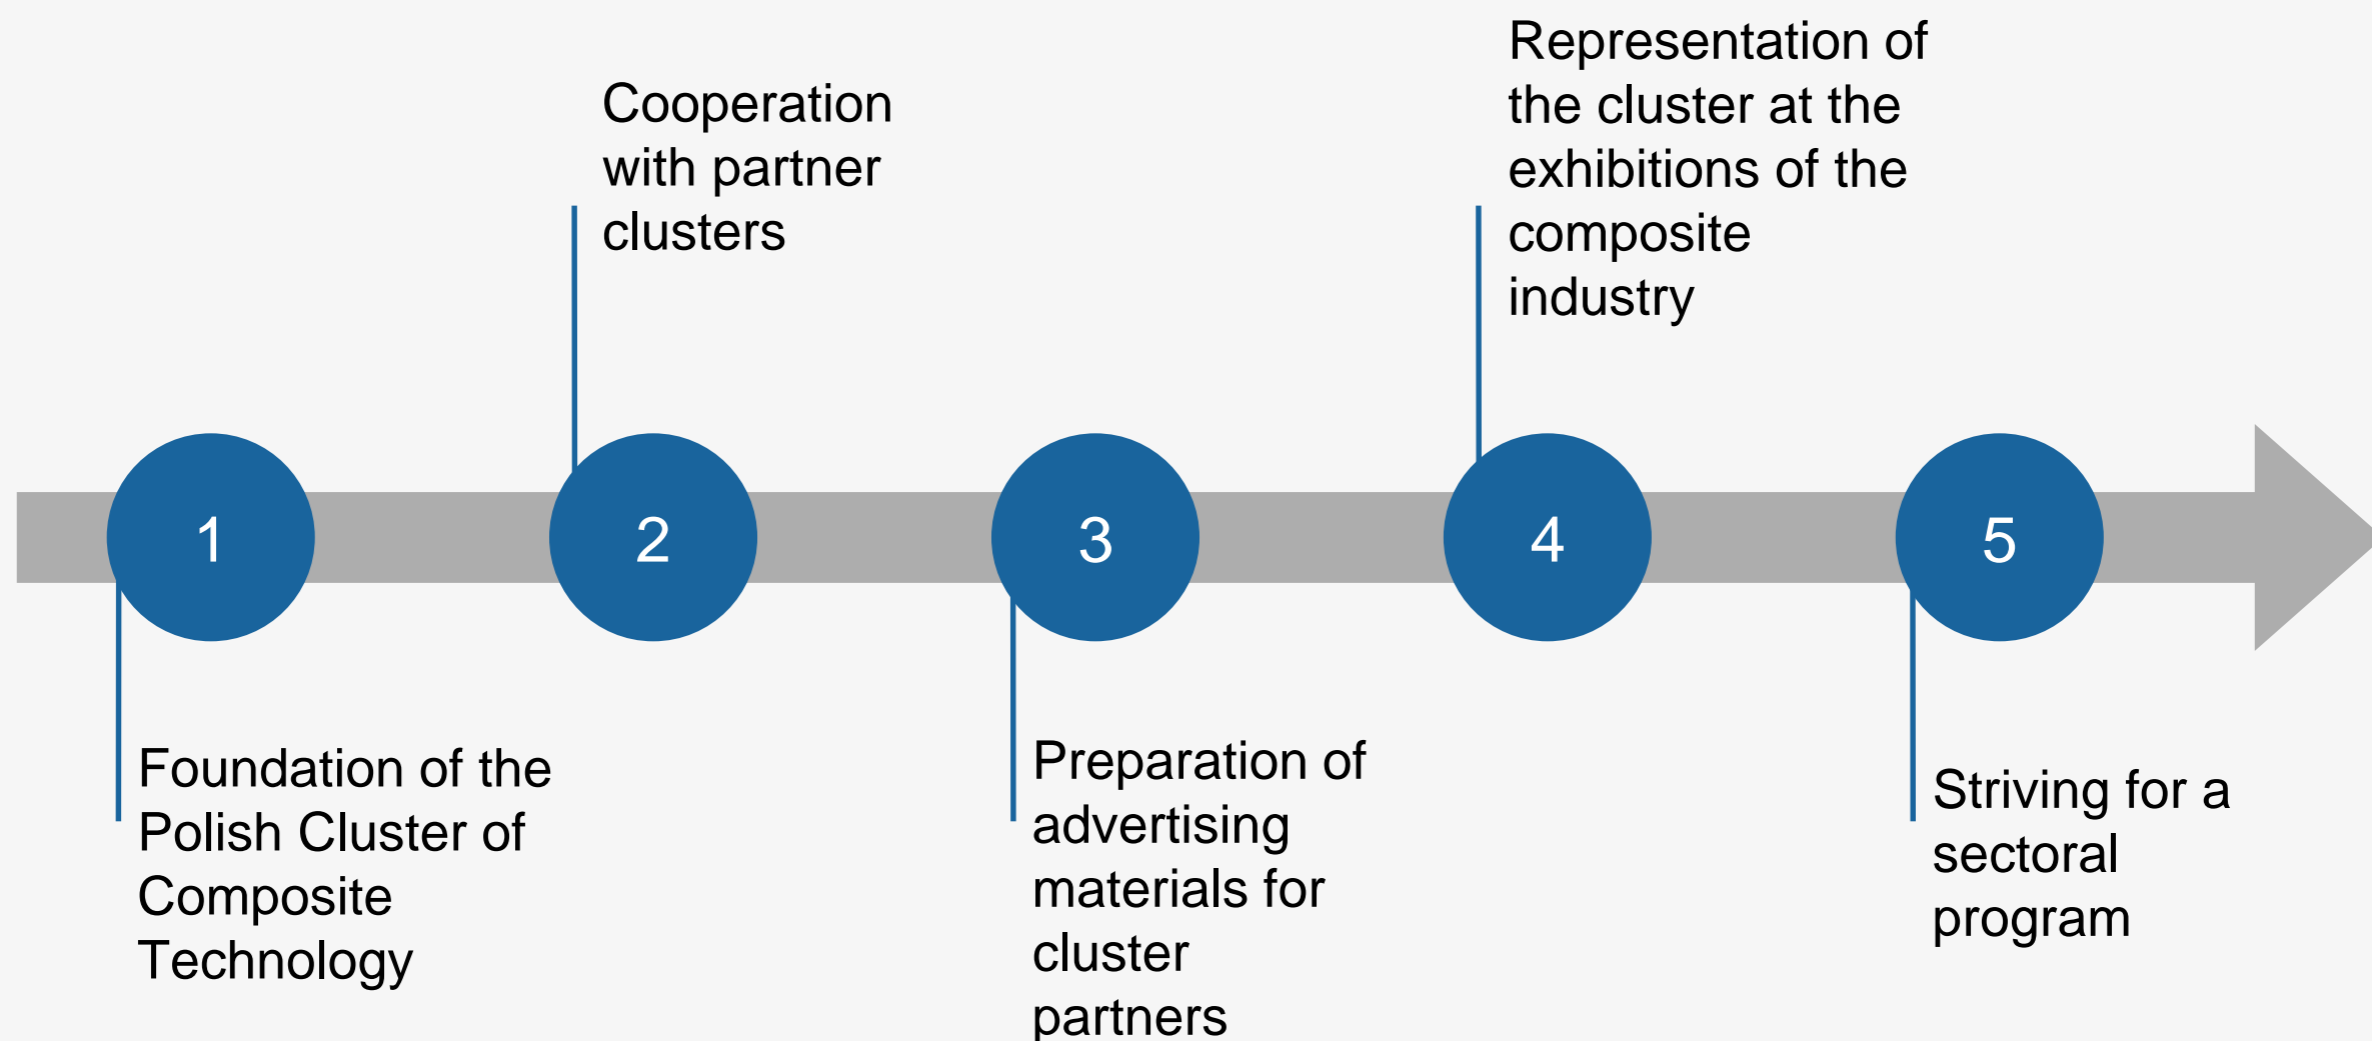 1
Foundation of the
Polish Cluster of
Composite
Technology
2
Cooperation
with partner
clusters
3
Preparation of
advertising
materials for
cluster
partners
4
Representation of
the cluster at the
exhibitions of the
composite
industry
5
Striving for a
sectoral
program